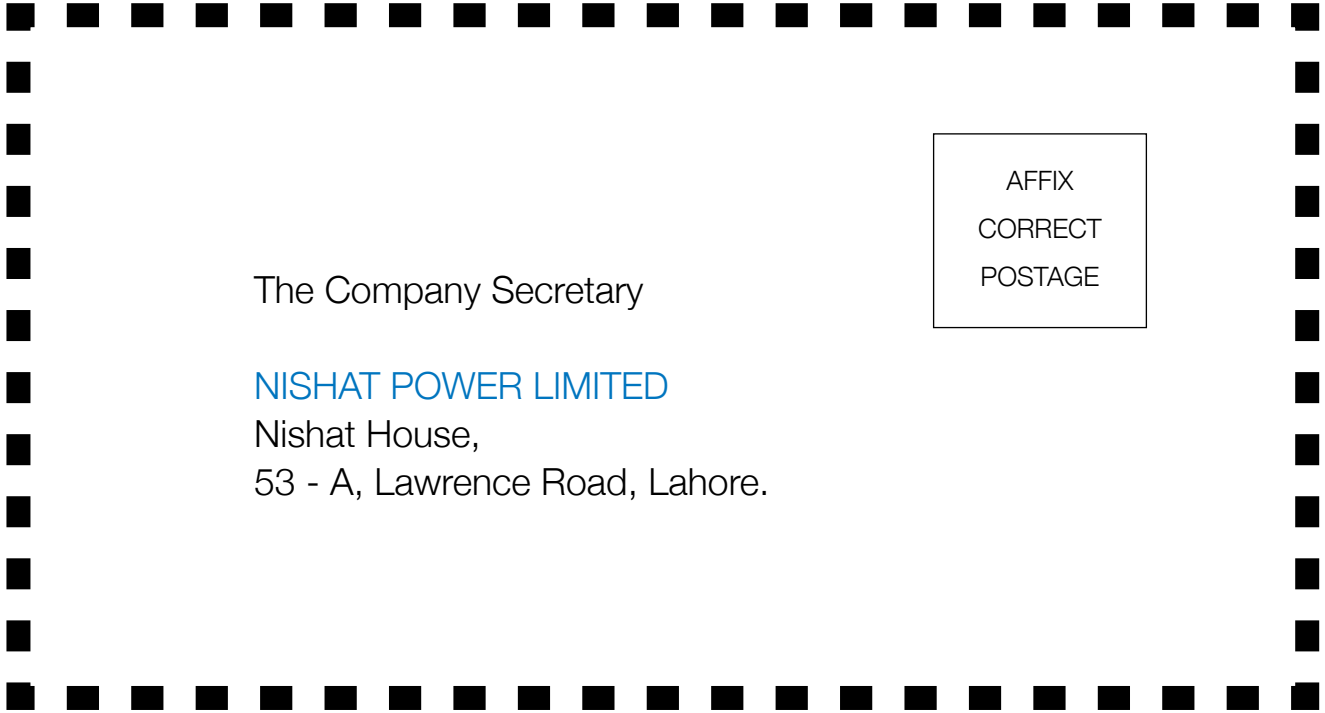 AFFIX
CORRECT
POSTAGE
The Company Secretary
NISHAT POWER LIMITED
Nishat House,
53 - A, Lawrence Road, Lahore.